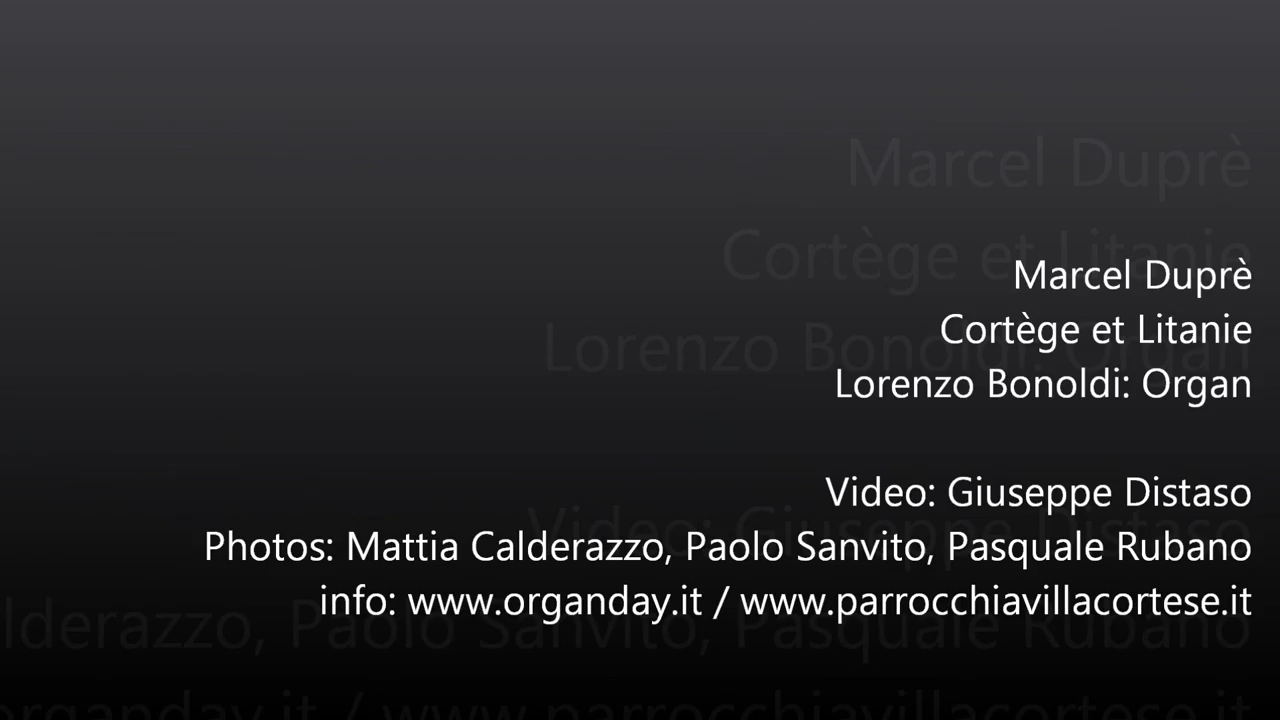 Marcel Duprè
Cortège et Litanie
Lorenzo Bonoldi: Organ
Video: Giuseppe Distaso
Photos: Mattia Calderazzo, Paolo Sanvito, Pasquale Rubano
info: www.organday.it / www.parrocchiavillacortese.it